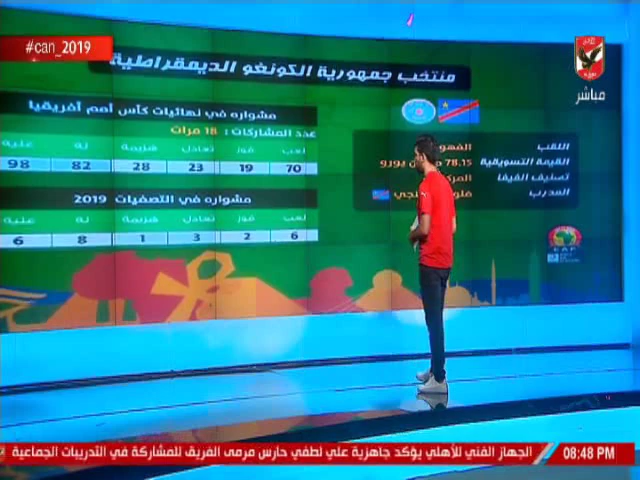 #can_2019
منتخب جمهورية الكونغو الديمقراطية
مباشر
مشواره في نهائيات كأس أمم أفريقيا
عدد المشاركات : 18 مرات
لعب فوز تعادل هزيمة له عليه
70 19 23 28 82 98
مشواره في التصفيات 2019
لعب فوز تعادل هزيمة له عليه
6 2 3 1 8 6
اللقب
القيمة التسويقية 78.15 يورو
تصنيف الفيفا
المدرب
CAF
الجهاز الفني للأهلي يؤكد جاهزية علي لطفي حارس مرمى الفريق للمشاركة في التدريبات الجماعية
08:48 PM